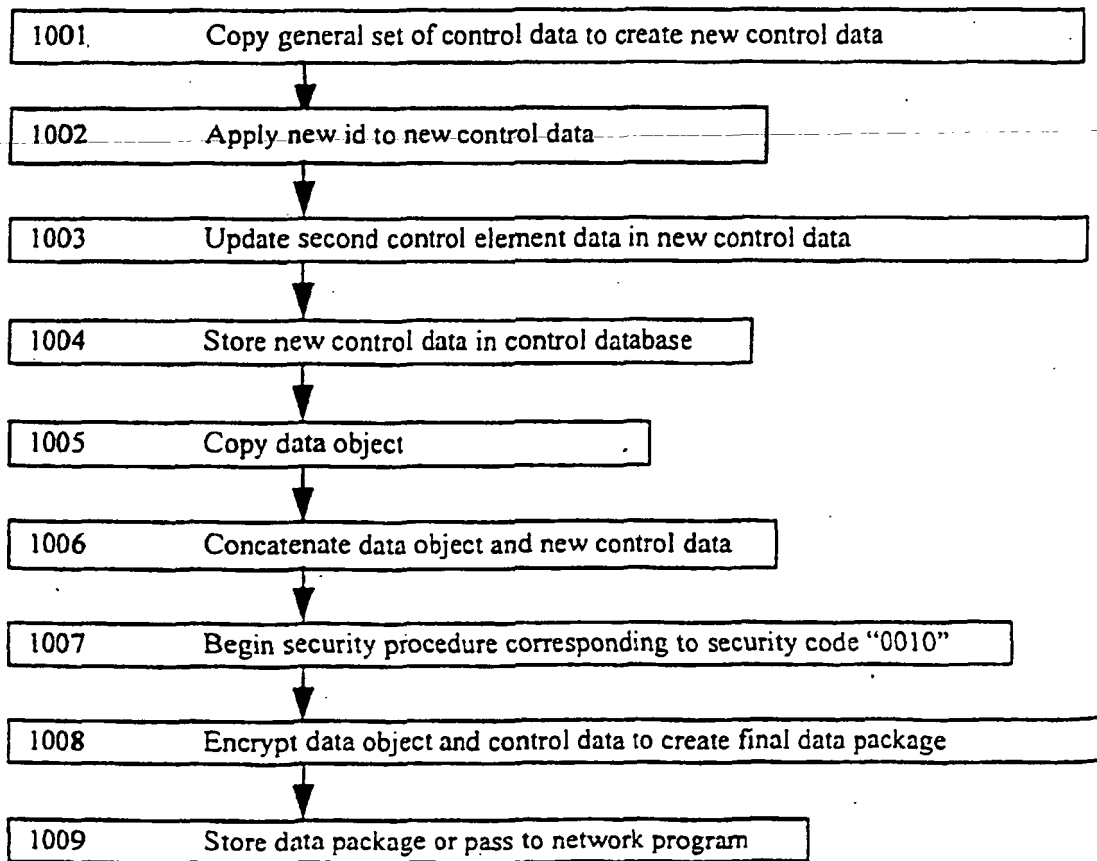 1001 Copy general set of control data to create new control data
1002 Apply new id to new control data
1003 Update second control element data in new control data
1004 Store new control data in control database
1005 Copy data object
1006 Concatenate data object and new control data
1007 Begin security procedure corresponding to security code “0010”
1008 Encrypt data object and control data to create final data package
1009 Store data package or pass to network program